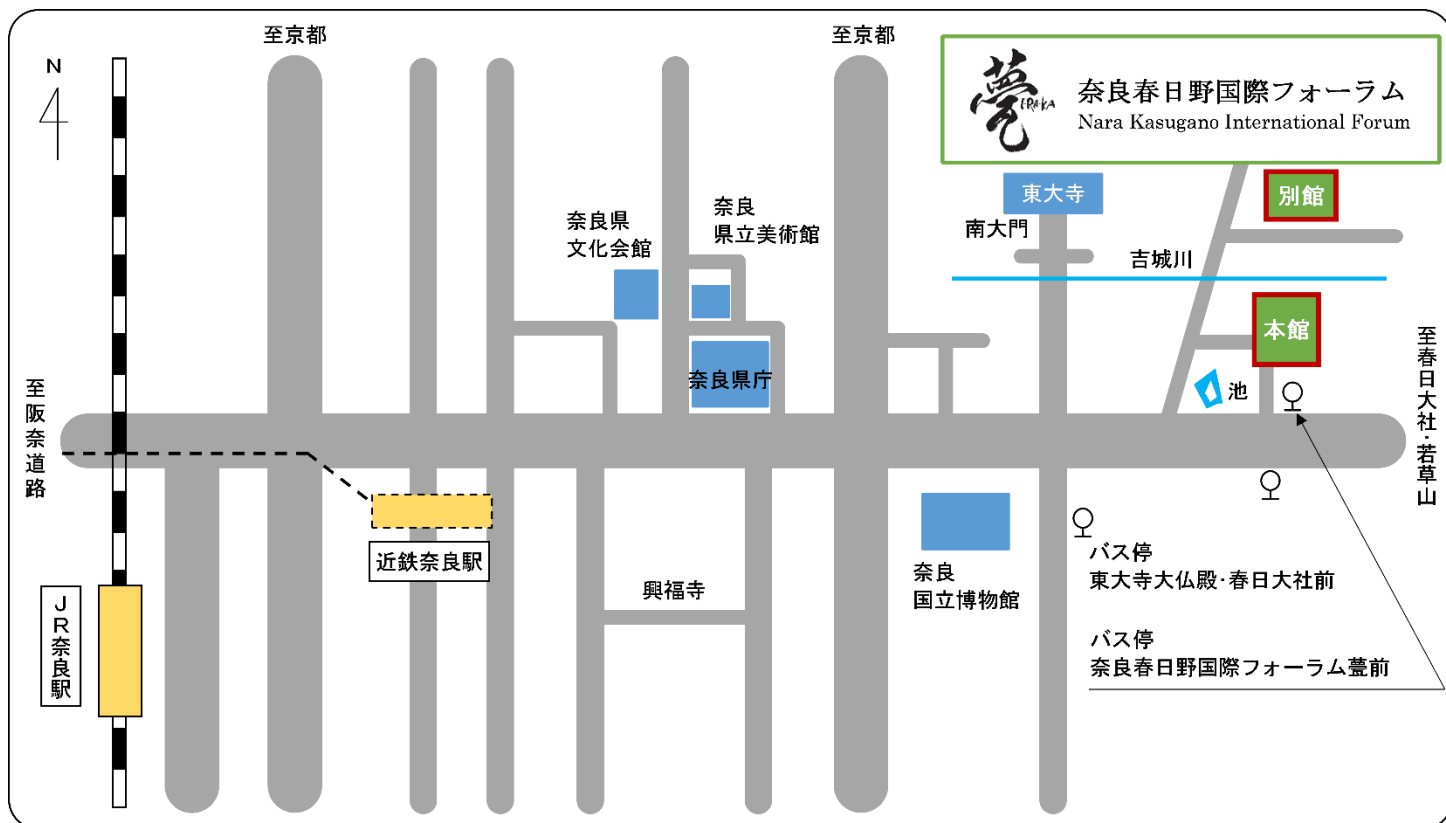 至京都
至京都
N
甍
IRAKA
奈良春日野国際フォーラム
Nara Kasugano International Forum
東大寺
別館
奈良県
文化会館
奈良
県立美術館
南大門
吉城川
本館
奈良県庁
池
至阪奈道路
至春日大社・若草山
近鉄奈良駅
バス停
東大寺大仏殿・春日大社前
奈良
国立博物館
興福寺
JR奈良駅
バス停
奈良春日野国際フォーラム甍前